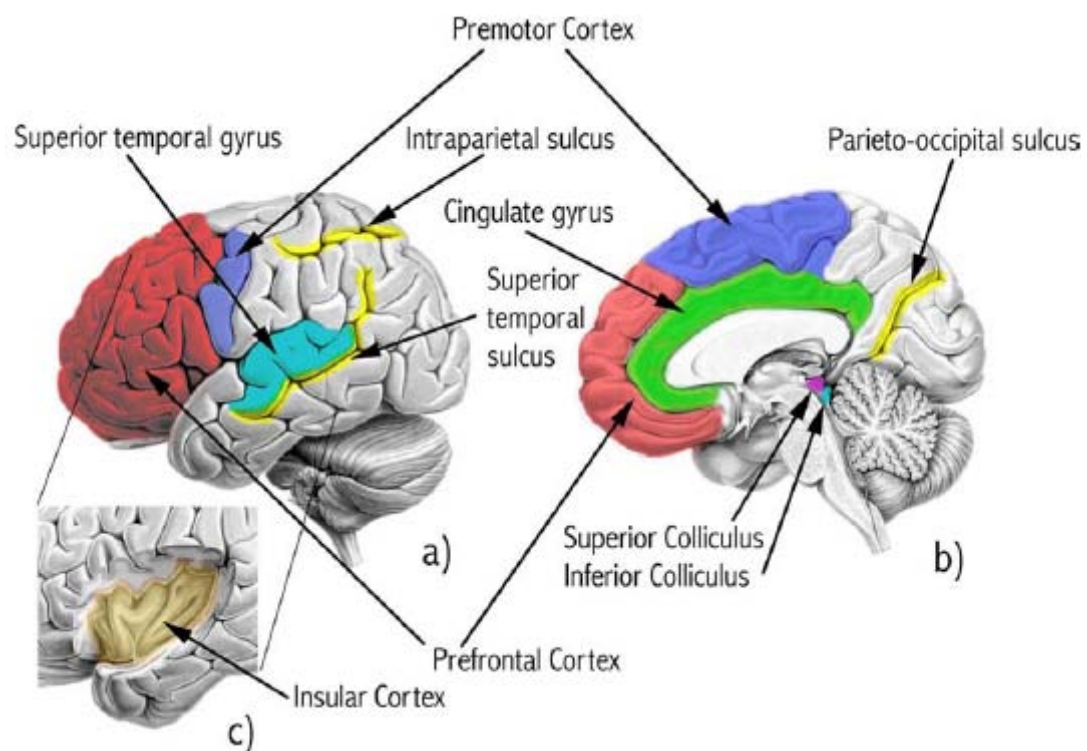 Premotor Cortex
Superior temporal gyrus
Intraparietal sulcus
Parieto-occipital sulcus
Cingulate gyrus
Superior
temporal
sulcus
a)
Superior Colliculus
Inferior Colliculus
b)
Prefrontal Cortex
Insular Cortex
c)